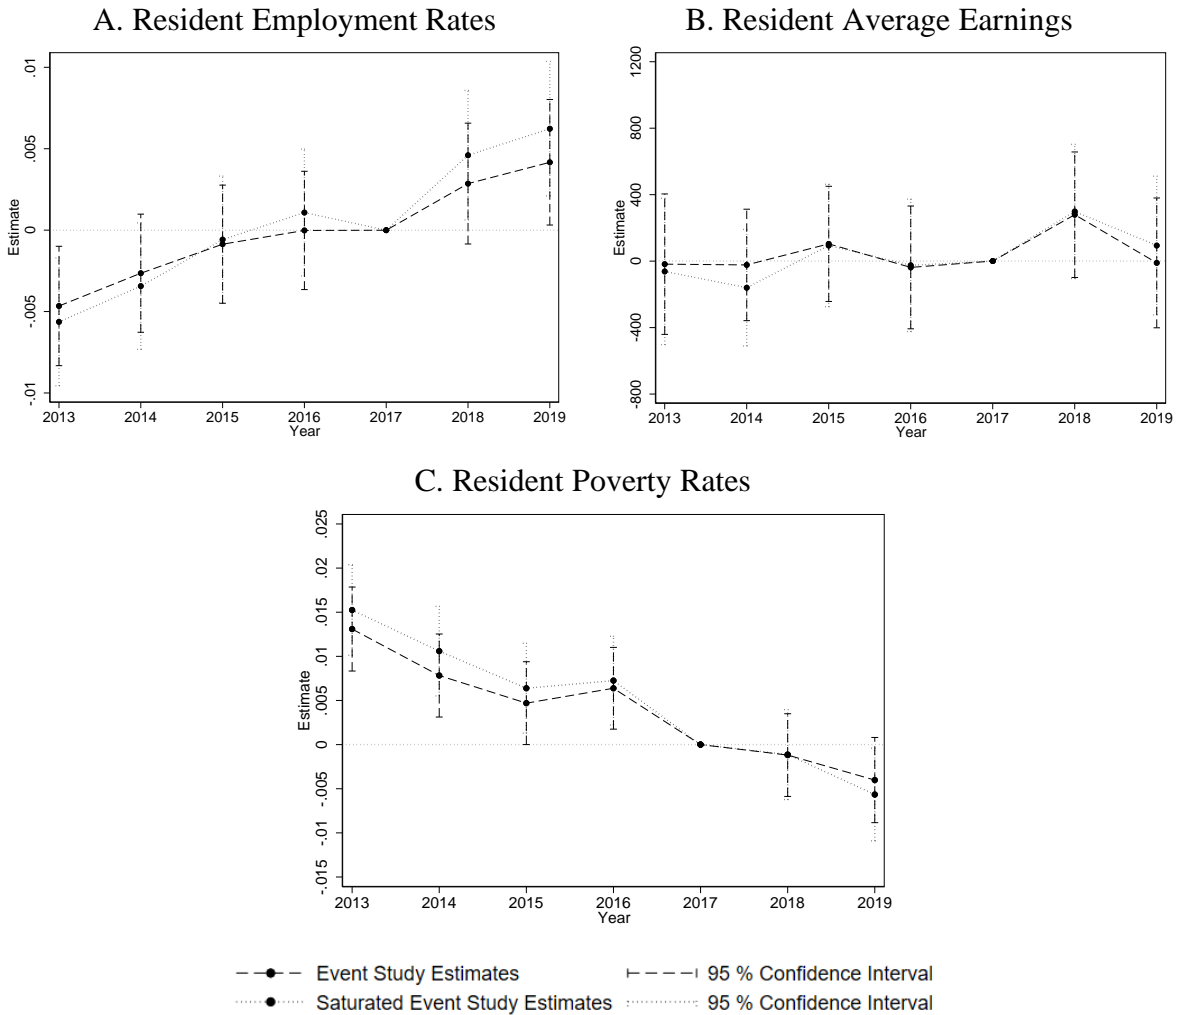 A. Resident Employment Rates
.01
.005
0
-.005
-.01
Estimate
2013 2014 2015 2016 2017 2018 2019
Year
B. Resident Average Earnings
1200
800
400
0
-400
-800
Estimate
2013 2014 2015 2016 2017 2018 2019
Year
C. Resident Poverty Rates
.025
.02
.015
.01
.005
0
-.005
-.01
-.015
Estimate
2013 2014 2015 2016 2017 2018 2019
Year
Event Study Estimates 95 % Confidence Interval
Saturated Event Study Estimates 95 % Confidence Interval